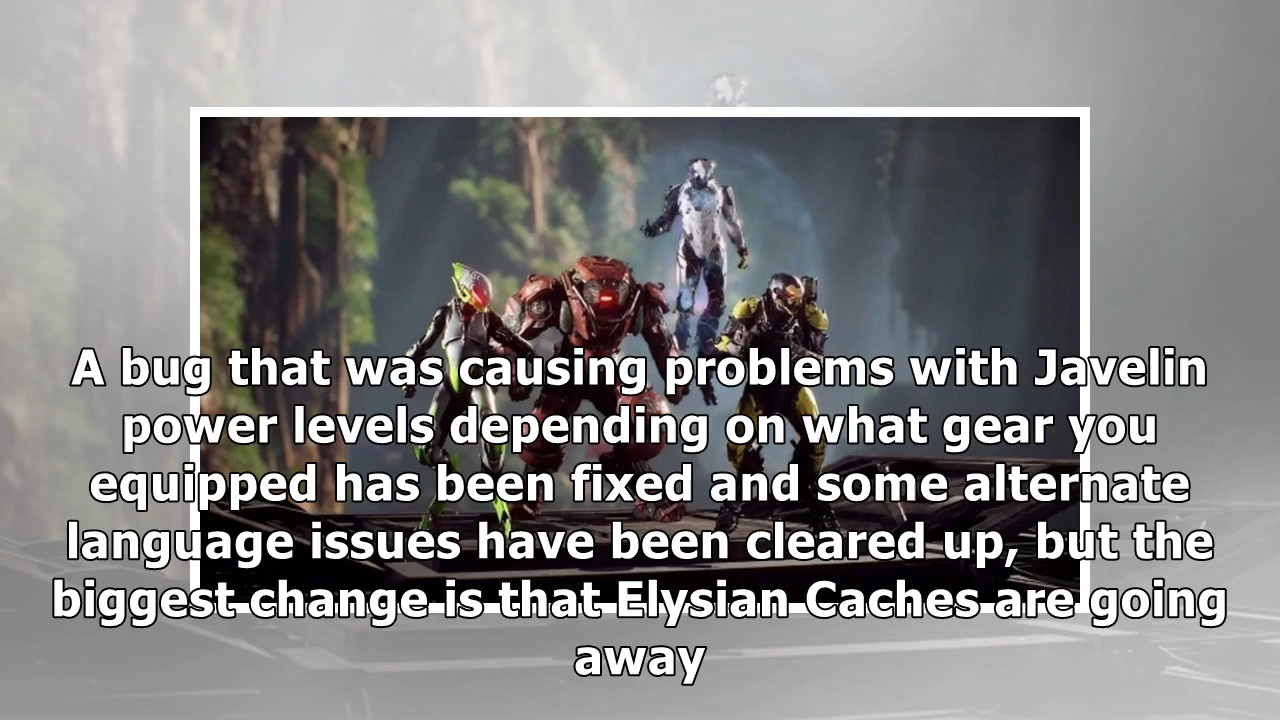 A bug that was causing problems with Javelin
power levels depending on what gear you
equipped has been fixed and some alternate
language issues have been cleared up, but the
biggest change is that Elysian Caches are going
away